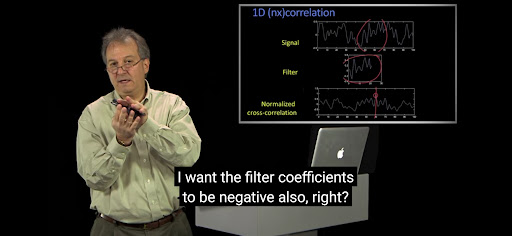 1D (nx)correlation
Signal
Filter
Normalized
cross-correlation
I want the filter coefficients
to be negative also, right?